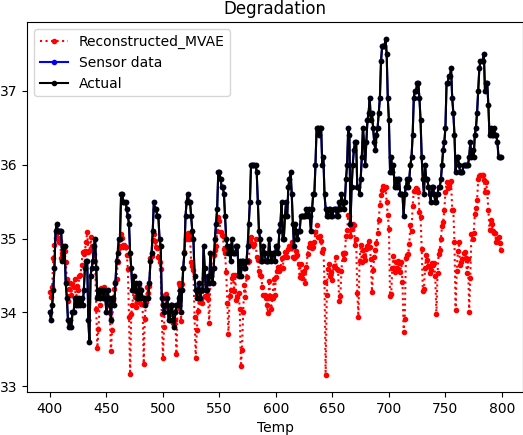 Degradation
Reconstructed_MVAE
Sensor data
Actual
37
36
35
34
33
400 450 500 550 600 650 700 750 800
Temp